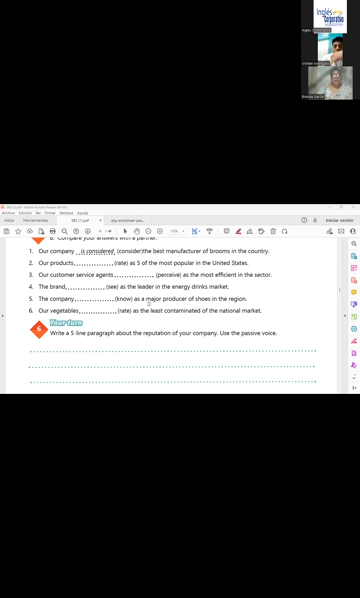 Inglés
Corporativo
Inglés
Brenda
Archivo Edición Ver Firmar Ventana Ayuda
Inicio Herramientas Iniciar sesión
B. Compare your answers with a partner.
1. Our company is considered (consider)the best manufacturer of brooms in the country.
2. Our products................(rate) as 5 of the most popular in the United States.
3. Our customer service agents................(perceive) as the most efficient in the sector.
4. The brand................(see) as the leader in the energy drinks market.
5. The company................(know) as a major producer of shoes in the region.
6. Our vegetables................(rate) as the least contaminated of the national market.
6 Your turn
Write a 5-line paragraph about the reputation of your company. Use the passive voice.